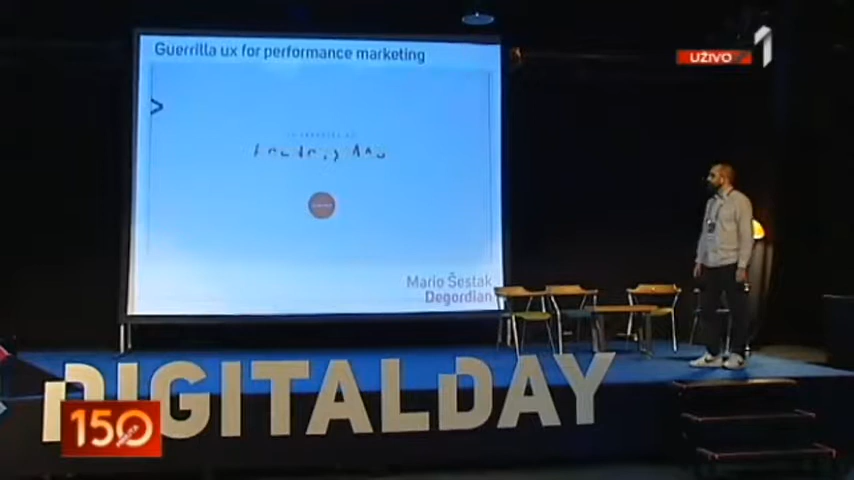 Guerrilla ux for performance marketing
1
UŽIVO
>
Mario Šestak
Degordian
DIGITALDAY
150